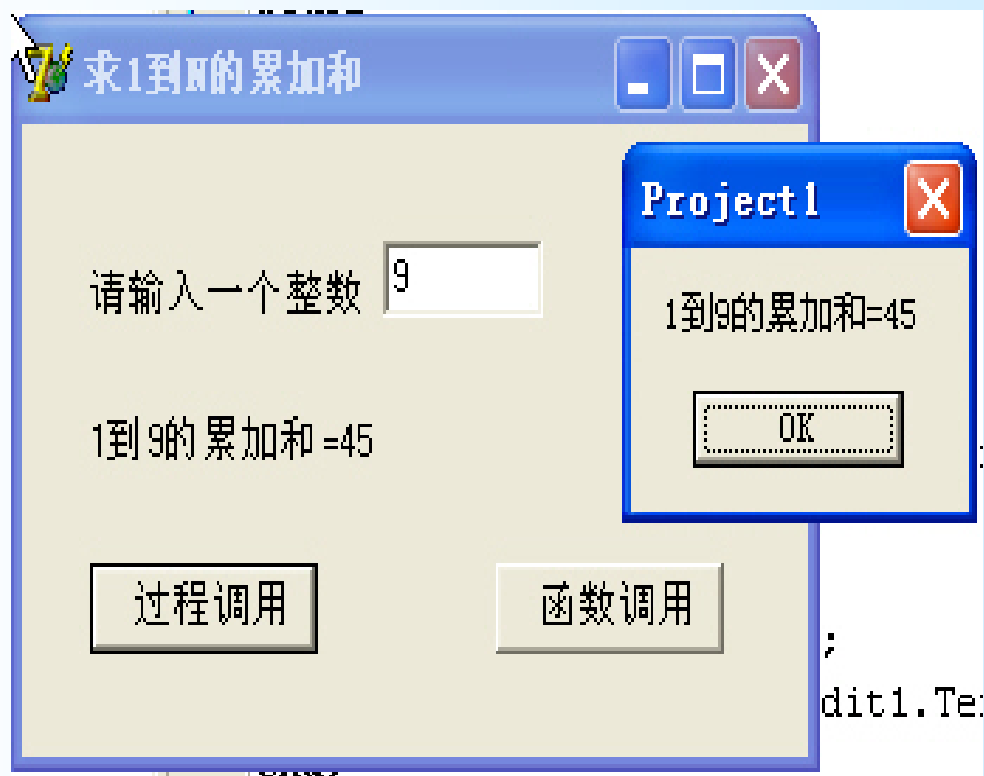 求1到N的累加和
Project1
请输入一个整数 9
1到9的累加和=45
OK
1到9的累加和=45
过程调用
函数调用
;
dit1.Te